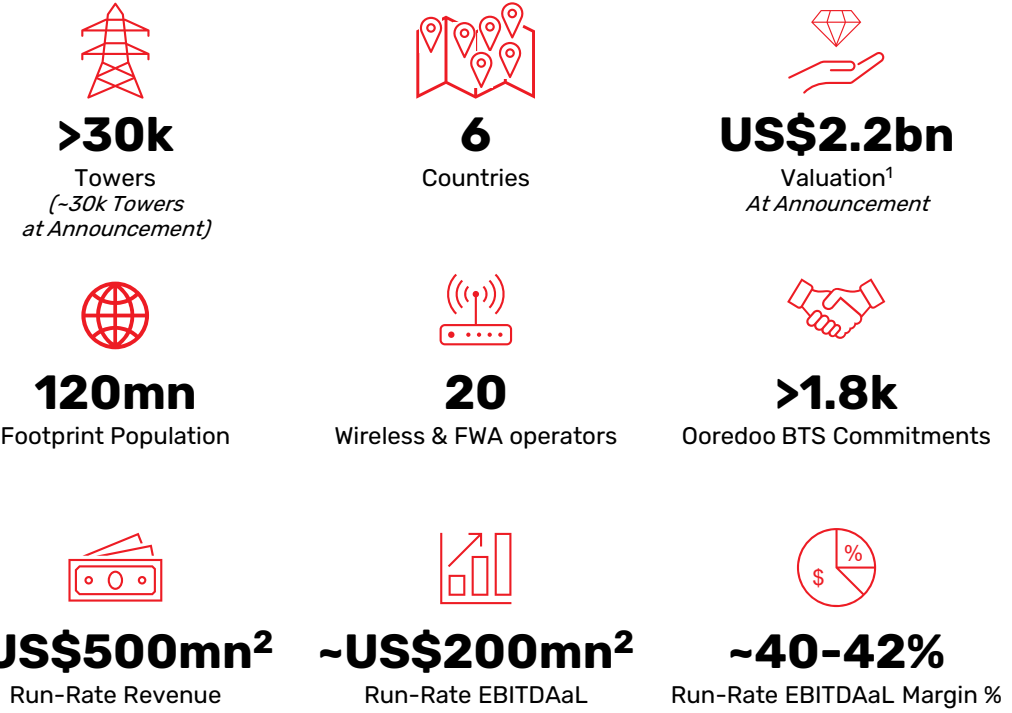 >30k
Towers
(~30k Towers
at Announcement)
6
Countries
US$2.2bn
Valuation¹
At Announcement
120mn
Footprint Population
20
Wireless & FWA operators
>1.8k
Ooredoo BTS Commitments
US$500mn²
Run-Rate Revenue
~US$200mn²
Run-Rate EBITDAaL
%
$
~40-42%
Run-Rate EBITDAaL Margin %